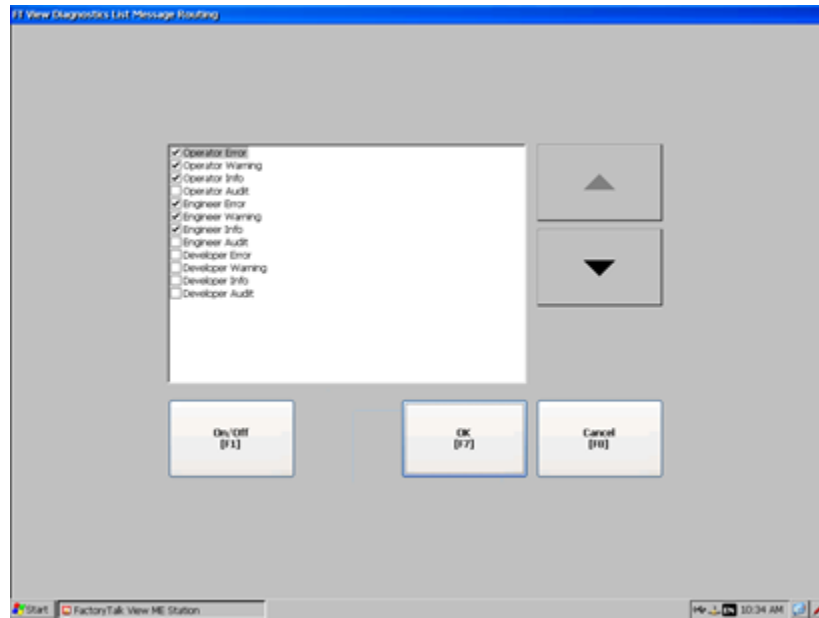 FT View Diagnostics List Message Routing
Operator Error
Operator Warning
Operator Info
Operator Audit
Engineer Error
Engineer Warning
Engineer Info
Engineer Audit
Developer Error
Developer Warning
Developer Info
Developer Audit
On/Off
[F1]
OK
[F7]
Cancel
[F8]
Start
FactoryTalk View ME Station
EN
10:34 AM